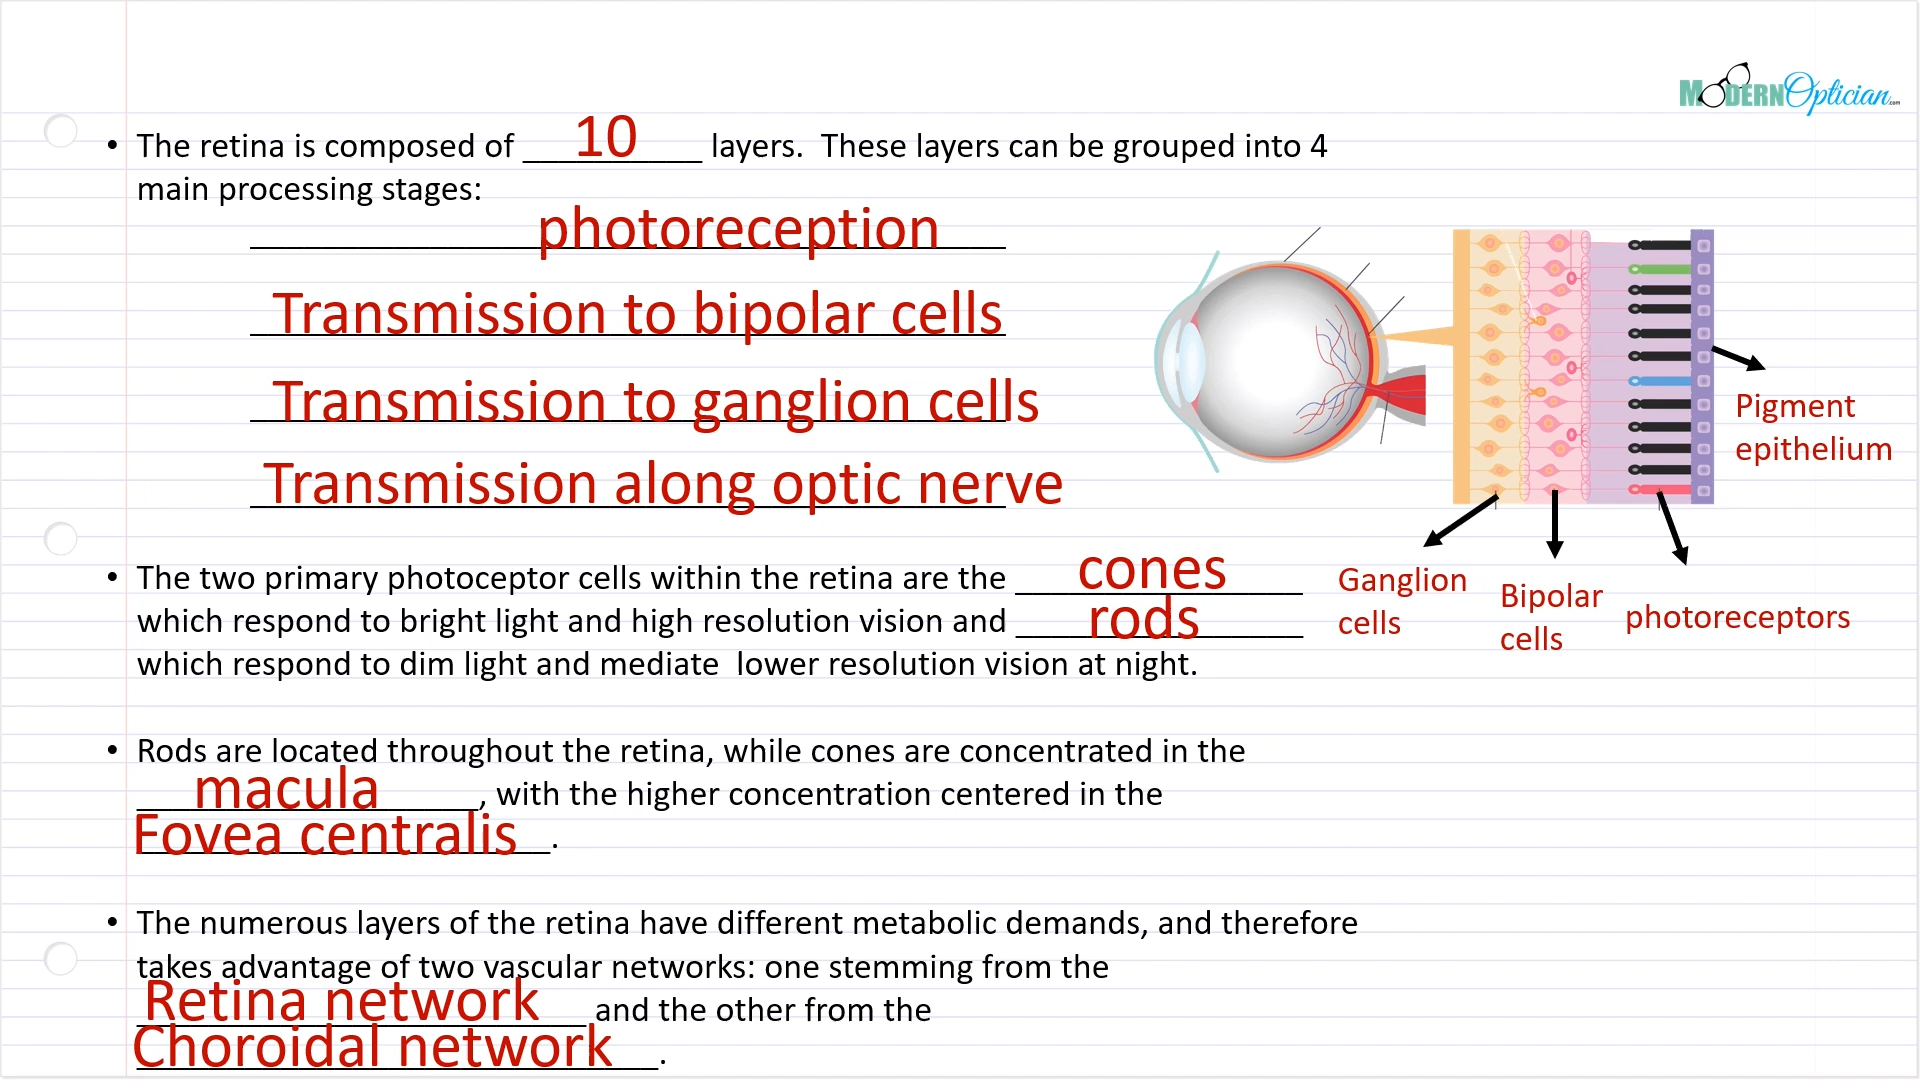 MODERNOptician.com
• The retina is composed of 10 layers.  These layers can be grouped into 4
main processing stages:
photoreception
Transmission to bipolar cells
Transmission to ganglion cells
Transmission along optic nerve
• The two primary photoceptor cells within the retina are the cones
which respond to bright light and high resolution vision and rods
which respond to dim light and mediate  lower resolution vision at night.
• Rods are located throughout the retina, while cones are concentrated in the
macula, with the higher concentration centered in the
Fovea centralis.
• The numerous layers of the retina have different metabolic demands, and therefore
takes advantage of two vascular networks: one stemming from the
Retina network and the other from the
Choroidal network.
Pigment
epithelium
Ganglion
cells
Bipolar
cells
photoreceptors